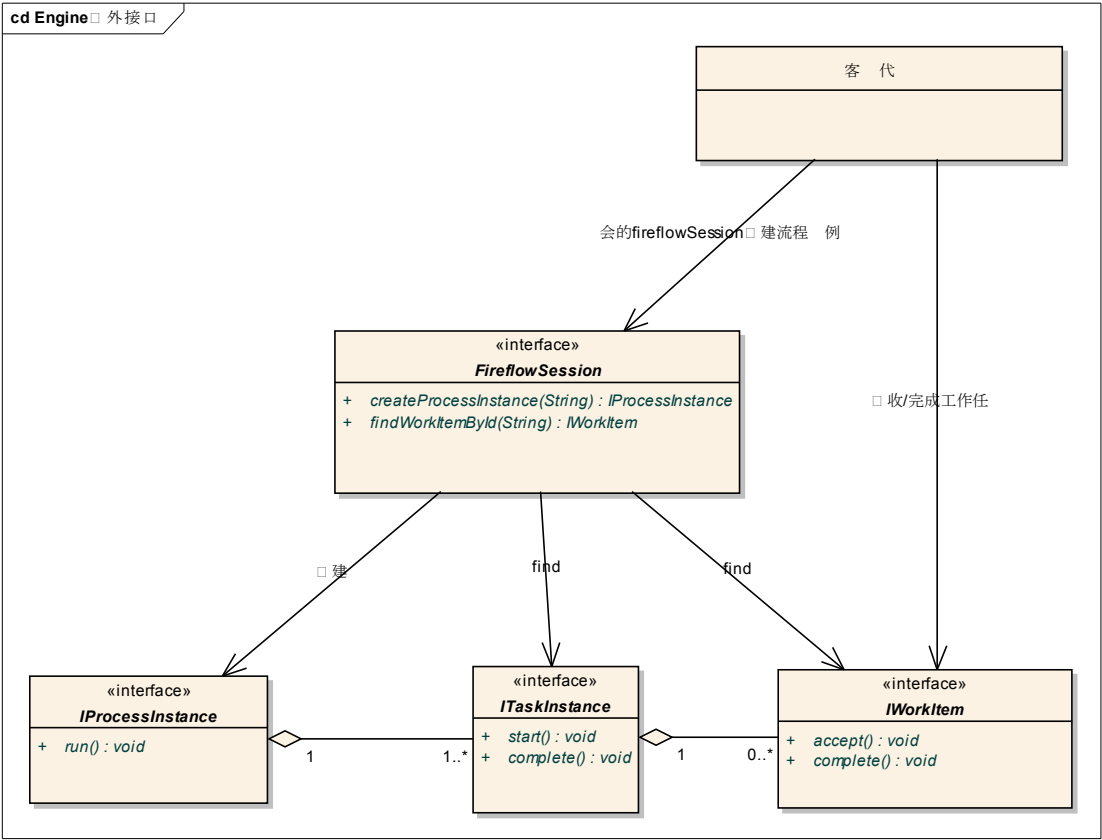 cd Engine□ 外接口
客 代
会的fireflowSession□ 建流程 例
«interface»
FireflowSession
+ createProcessInstance(String) : IProcessInstance
+ findWorkItemById(String) : IWorkItem
□ 收/完成工作任
□ 建
find
find
«interface»
IProcessInstance
+ run() : void
«interface»
ITaskInstance
+ start() : void
+ complete() : void
«interface»
IWorkItem
+ accept() : void
+ complete() : void
1
1..*
1
0..*